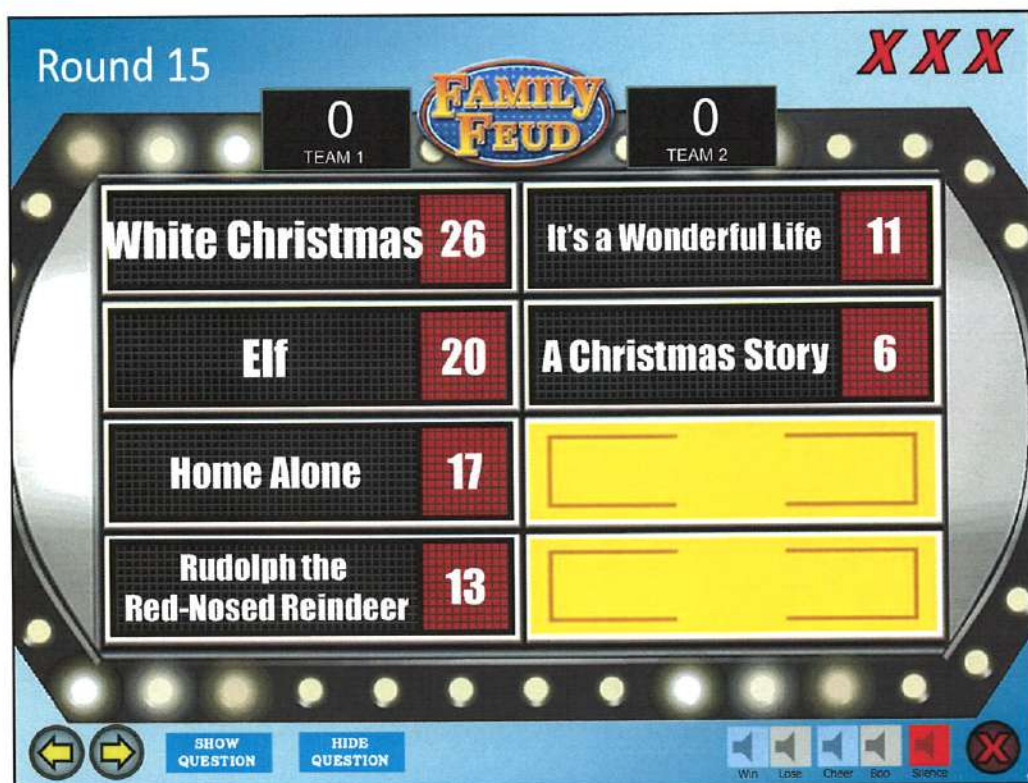 Round 15
X X X
FAMILY
FEUD
0
TEAM 1
0
TEAM 2
White Christmas 26
Elf 20
Home Alone 17
Rudolph the
Red-Nosed Reindeer 13
It's a Wonderful Life 11
A Christmas Story 6
SHOW
QUESTION
HIDE
QUESTION
Win
Lose
Cheer
Boo
Silence
X